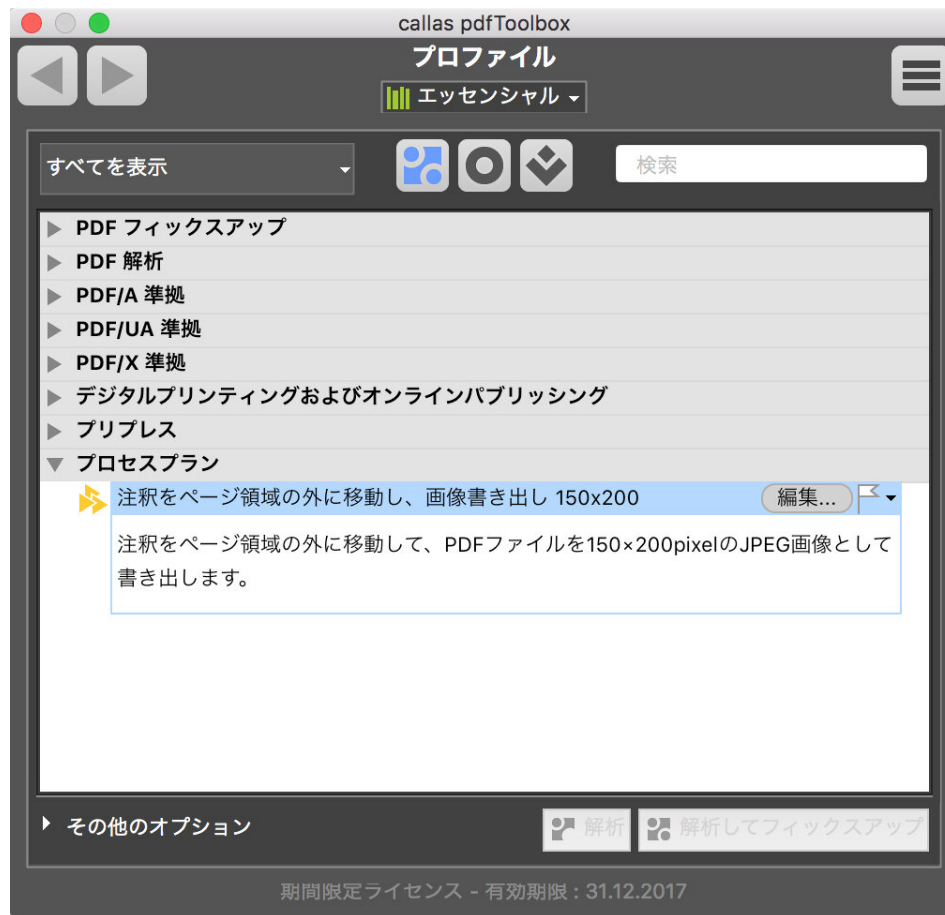 callas pdfToolbox
プロファイル
エッセンシャル
すべてを表示
検索
PDF フィックスアップ
PDF 解析
PDF/A 準拠
PDF/UA 準拠
PDF/X 準拠
デジタルプリンティングおよびオンラインパブリッシング
プリプレス
プロセスプラン
注釈をページ領域の外に移動し、画像書き出し 150x200
編集...
注釈をページ領域の外に移動して、PDFファイルを150×200pixelのJPEG画像として
書き出します。
その他のオプション
解析
解析してフィックスアップ
期間限定ライセンス - 有効期限 : 31.12.2017